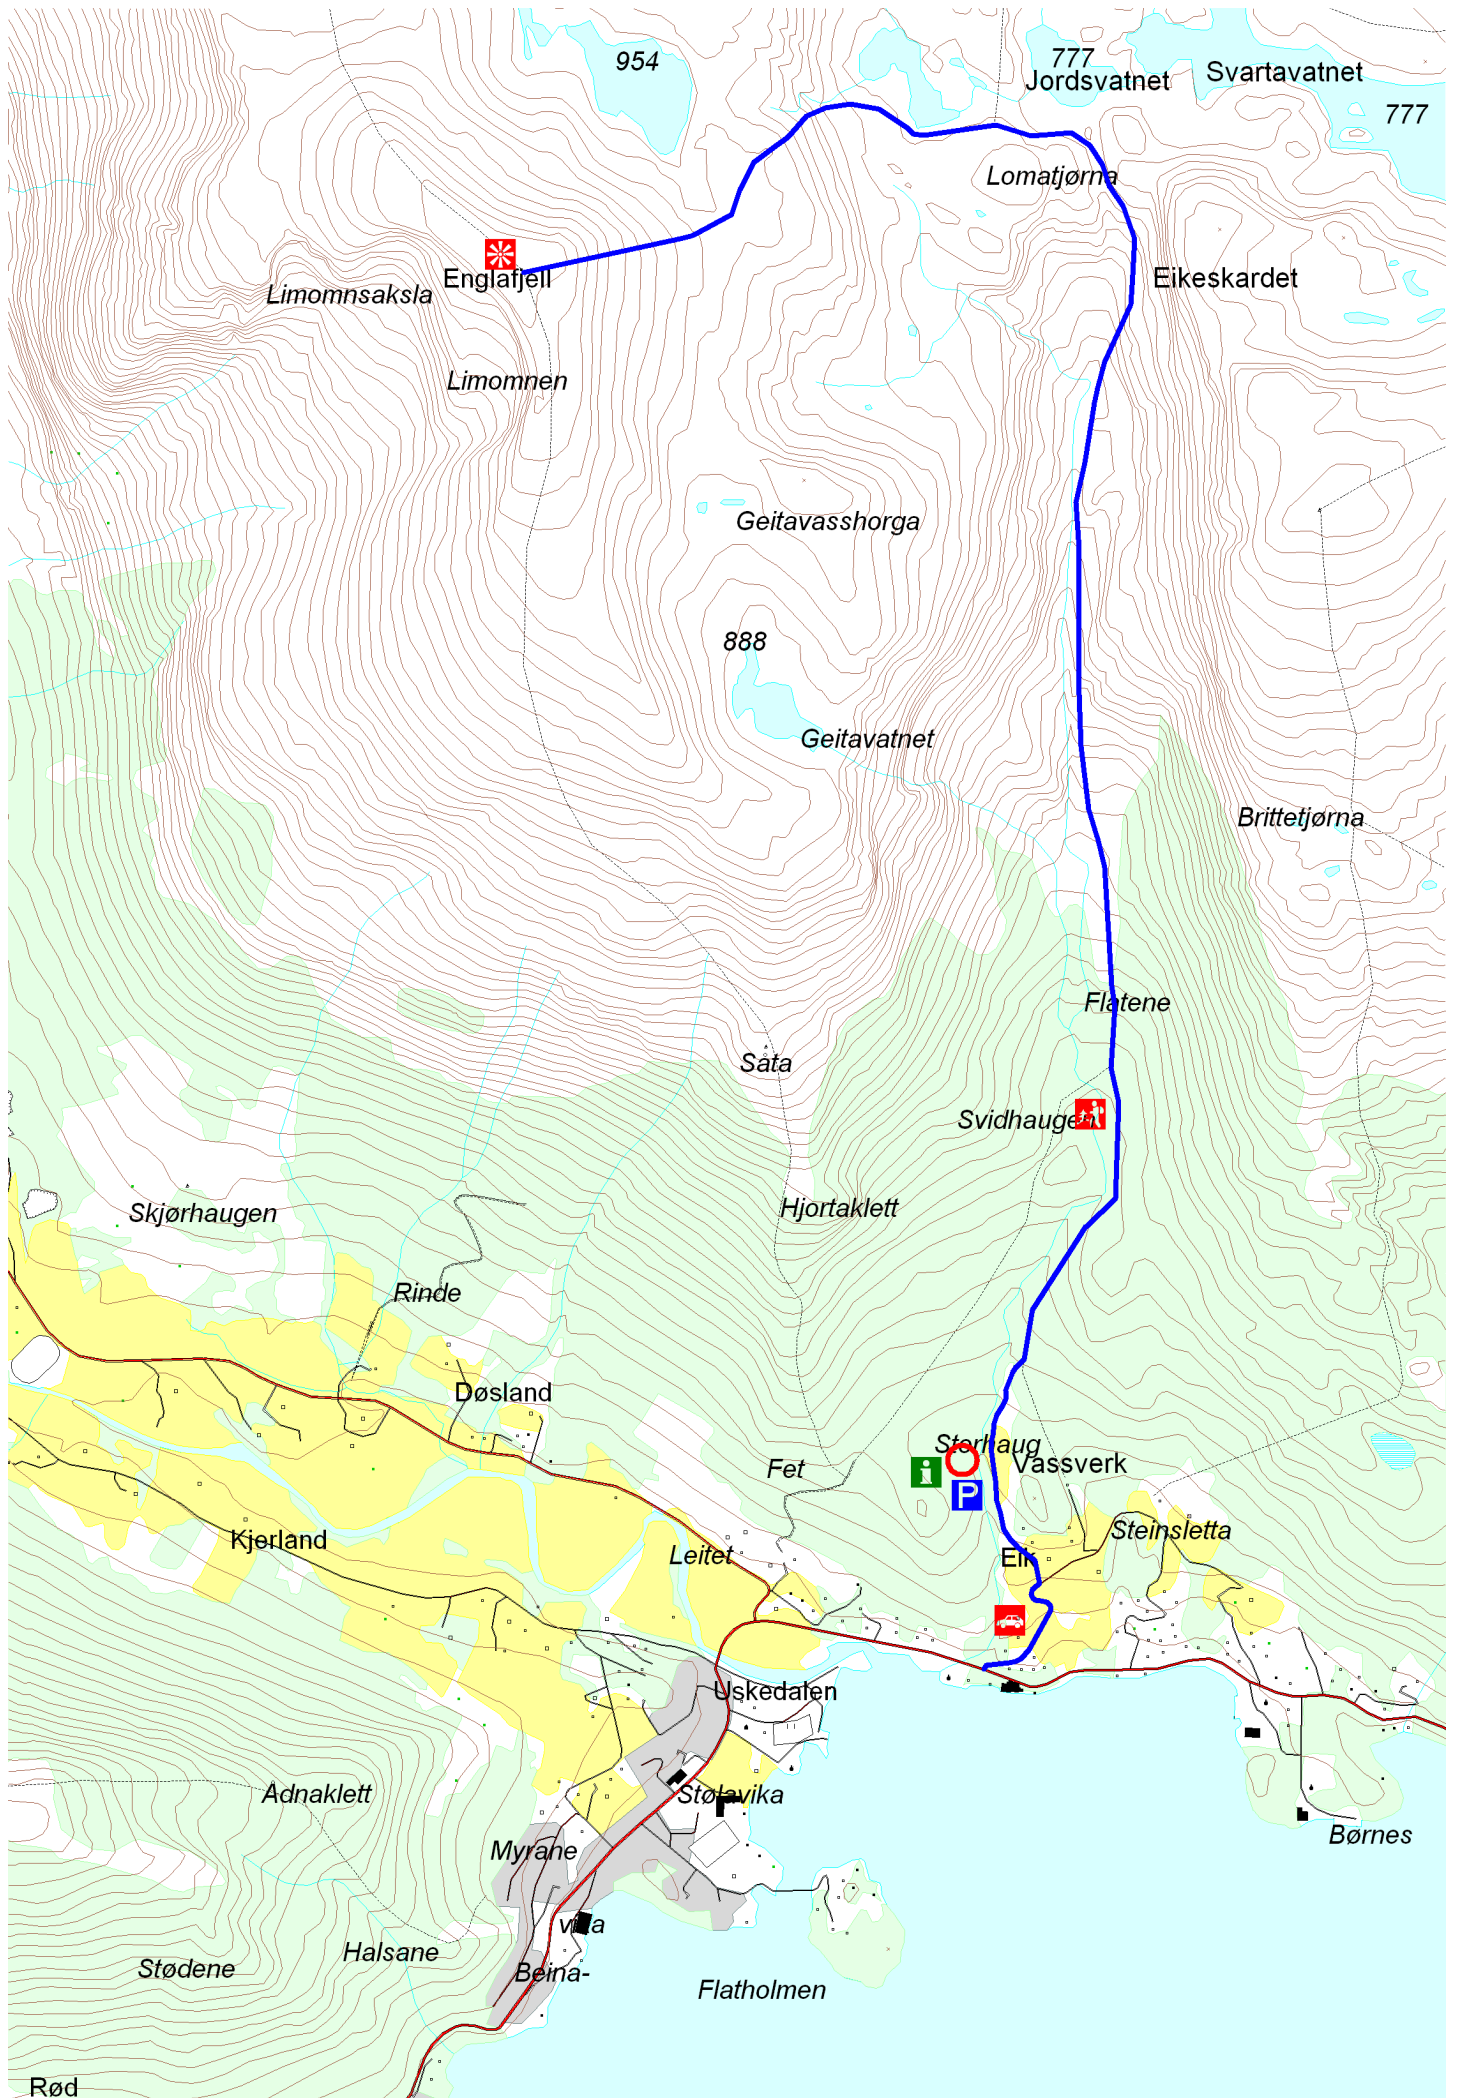 954
777
Jordsvatnet
Svartavatnet
777
Lomatjørna
Englafjell
Limomnsaksla
Eikeskardet
Limomnen
Geitavasshorga
888
Geitavatnet
Brittetjørna
Flatene
Sata
Svidhaugen
Skjørhaugen
Hjortaklett
Rinde
Døsland
Storhaug
Fet
Vassverk
i
P
Kjerland
Leitet
Steinsletta
Eik
Uskedalen
Adnaklett
Stølavika
Myrane
Børnes
vika
Halsane
Stødene
Beina-
Flatholmen
Rød